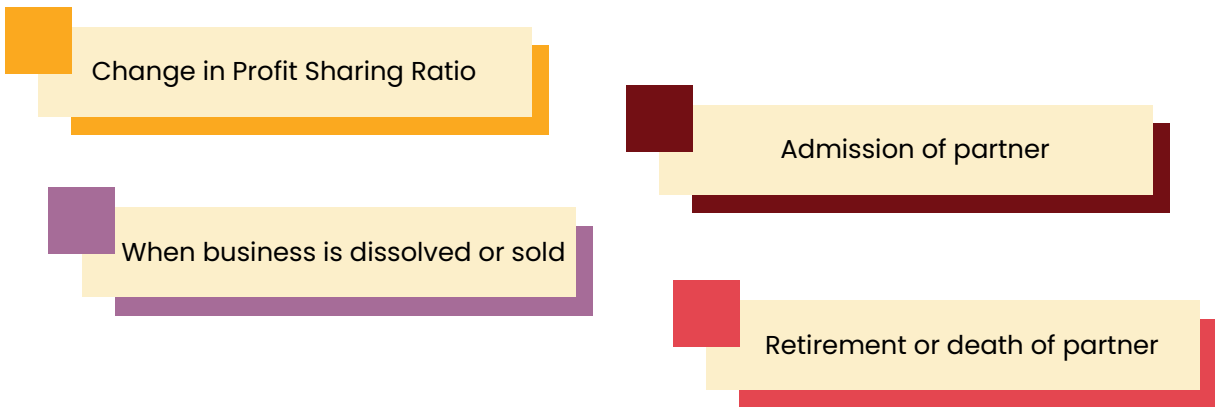 Change in Profit Sharing Ratio
Admission of partner
When business is dissolved or sold
Retirement or death of partner